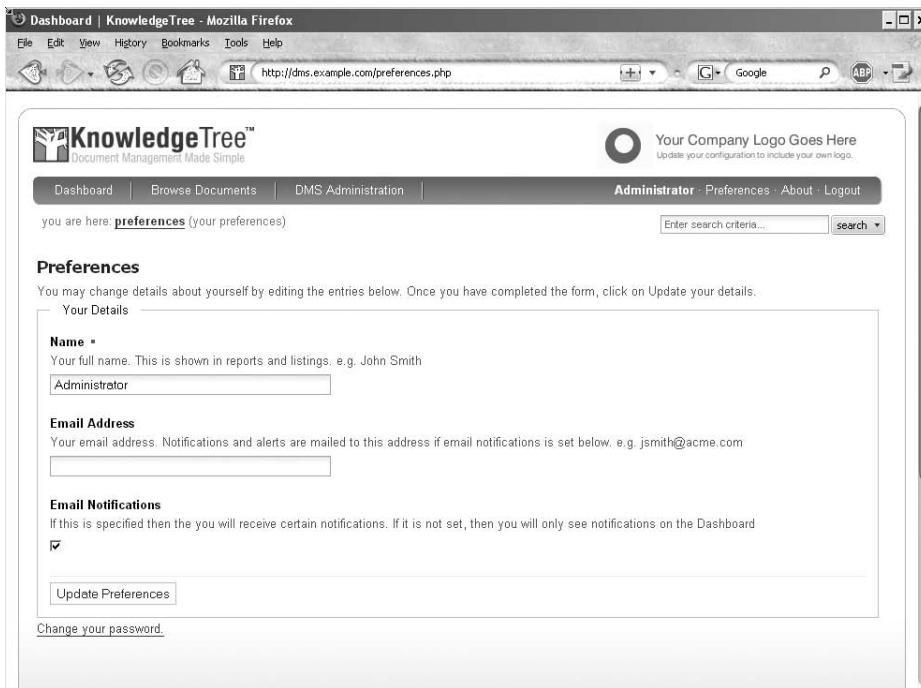 Dashboard | KnowledgeTree - Mozilla Firefox
File Edit View History Bookmarks Tools Help
http://dms.example.com/preferences.php
G Google
ABP
KnowledgeTree™
Document Management Made Simple
Your Company Logo Goes Here
Update your configuration to include your own logo.
Dashboard Browse Documents DMS Administration
Administrator · Preferences · About · Logout
you are here: preferences (your preferences)
Enter search criteria... search
Preferences
You may change details about yourself by editing the entries below. Once you have completed the form, click on Update your details.
Your Details
Name
Your full name. This is shown in reports and listings. e.g. John Smith
Administrator
Email Address
Your email address. Notifications and alerts are mailed to this address if email notifications is set below. e.g. jsmith@acme.com
Email Notifications
If this is specified then the you will receive certain notifications. If it is not set, then you will only see notifications on the Dashboard
Update Preferences
Change your password.